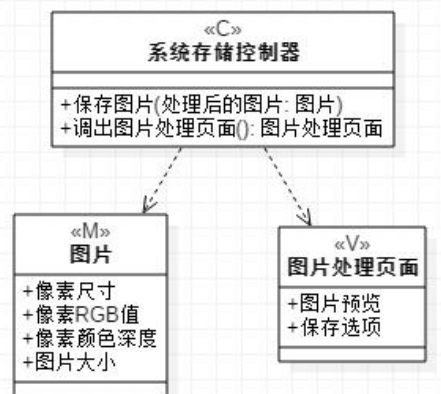 «C»
系统存储控制器
+保存图片(处理后的图片: 图片)
+调出图片处理页面(): 图片处理页面
«M»
图片
+像素尺寸
+像素RGB值
+像素颜色深度
+图片大小
«V»
图片处理页面
+图片预览
+保存选项